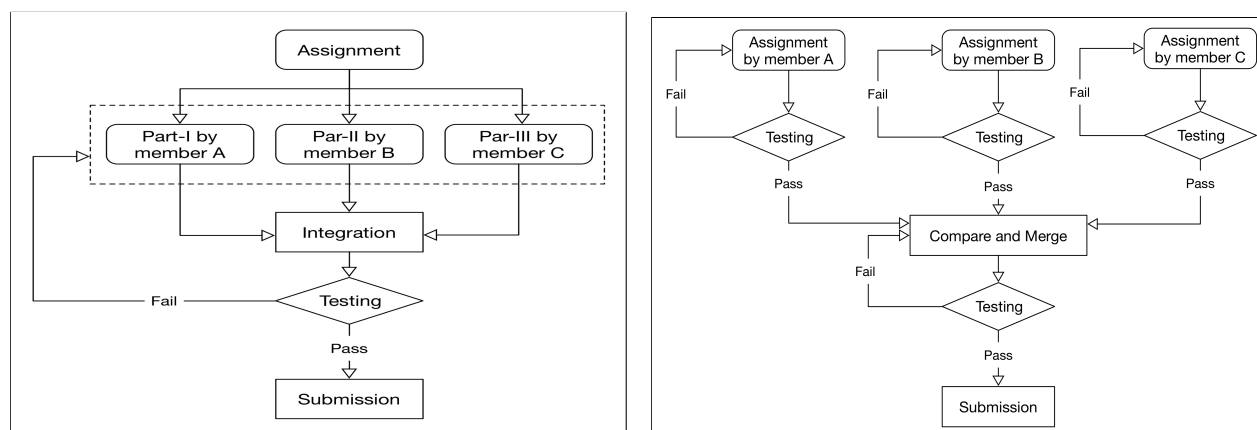 Assignment
Part-I by
member A
Par-II by
member B
Par-III by
member C
Integration
Fail
Testing
Pass
Submission
Assignment
by member A
Assignment
by member B
Assignment
by member C
Fail
Fail
Fail
Testing
Testing
Testing
Pass
Pass
Pass
Compare and Merge
Fail
Testing
Pass
Submission